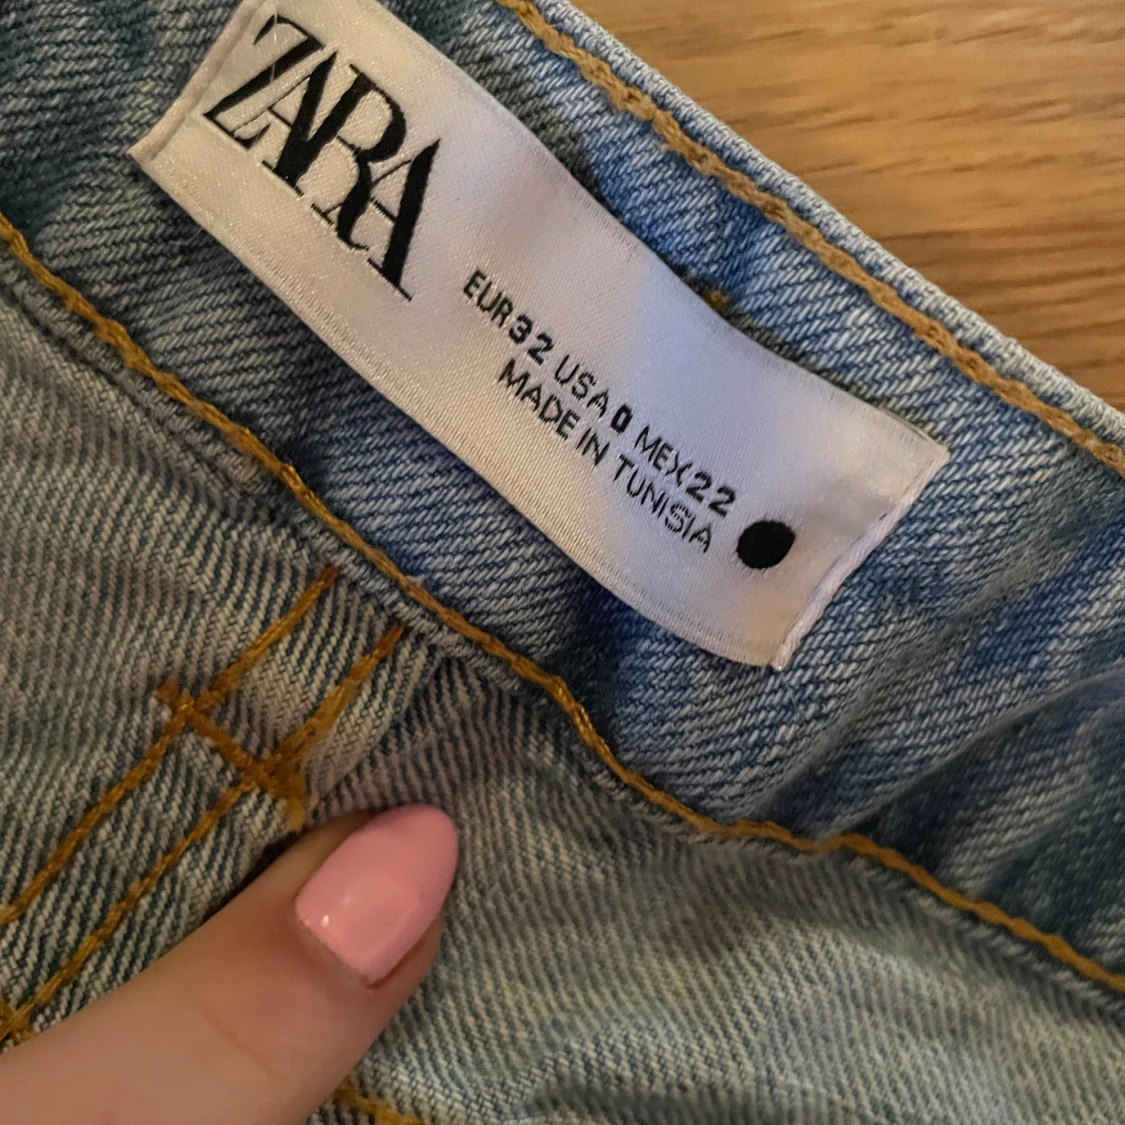 ZARA
EUR 32 USA 0 MEX 22
MADE IN TUNISIA